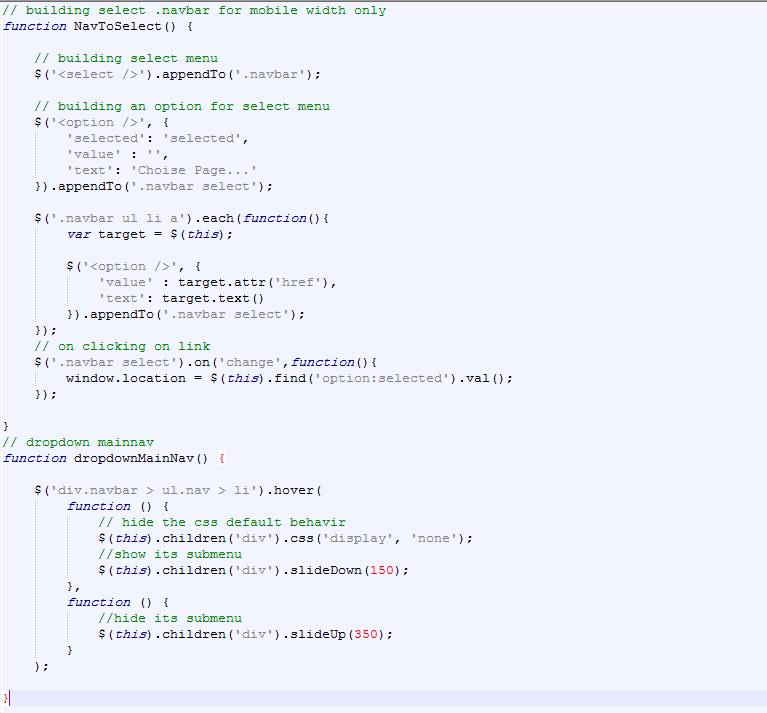 // building select .navbar for mobile width only
function NavToSelect() {
// building select menu
$('<select />').appendTo('.navbar');
// building an option for select menu
$('<option />', {
'selected': 'selected',
'value' : '',
'text': 'Choise Page...'
}).appendTo('.navbar select');
$('.navbar ul li a').each(function(){
var target = $(this);
$('<option />', {
'value' : target.attr('href'),
'text': target.text()
}).appendTo('.navbar select');
});
// on clicking on link
$('.navbar select').on('change',function(){
window.location = $(this).find('option:selected').val();
});
}
// dropdown mainnav
function dropdownMainNav() {
$('div.navbar > ul.nav > li').hover(
function () {
// hide the css default behavir
$(this).children('div').css('display', 'none');
//show its submenu
$(this).children('div').slideDown(150);
},
function () {
//hide its submenu
$(this).children('div').slideUp(350);
}
);
}